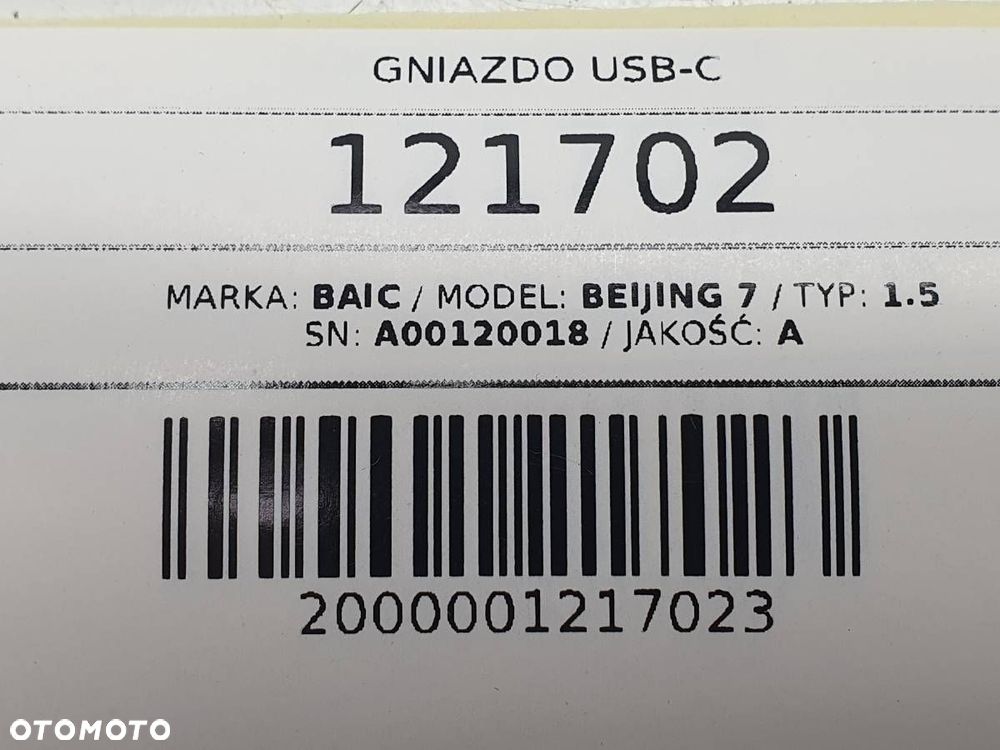 GNIAZDO USB-C
121702
MARKA: BAIC / MODEL: BEIJING 7 / TYP: 1.5
SN: A00120018 / JAKOŚĆ: A
2000001217023
OTOMOTO